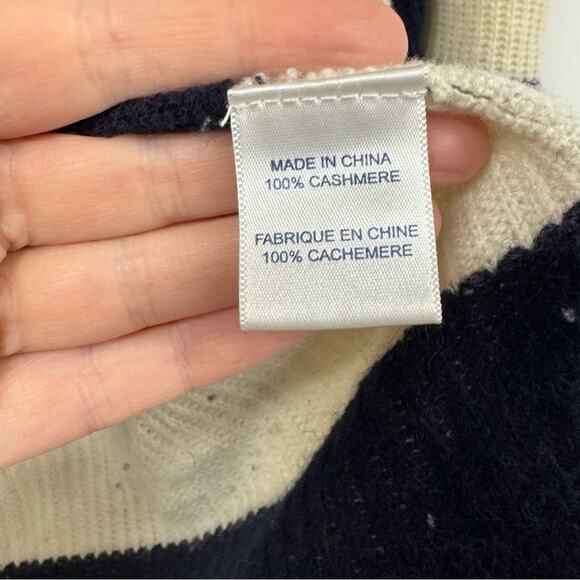 MADE IN CHINA
100% CASHMERE
FABRIQUE EN CHINE
100% CACHEMERE